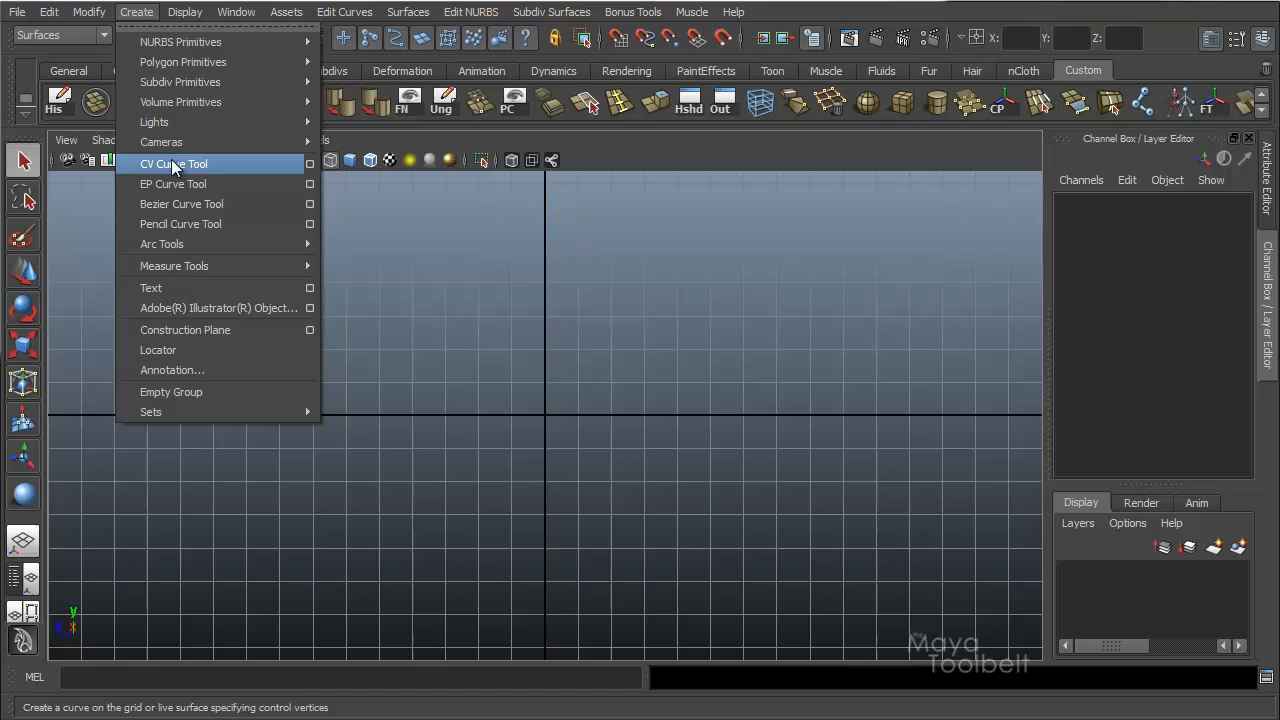 File Edit Modify Create Display Window Assets Edit Curves Surfaces Edit NURBS Subdiv Surfaces Bonus Tools Muscle Help
Surfaces
X: Y: Z:
General bdivs Deformation Animation Dynamics Rendering PaintEffects Toon Muscle Fluids Fur Hair nCloth Custom
His FN Ung PC Hshd Out CP FT
View Shad ls
NURBS Primitives
Polygon Primitives
Subdiv Primitives
Volume Primitives
Lights
Cameras
CV Curve Tool
EP Curve Tool
Bezier Curve Tool
Pencil Curve Tool
Arc Tools
Measure Tools
Text
Adobe(R) Illustrator(R) Object...
Construction Plane
Locator
Annotation...
Empty Group
Sets
Channel Box / Layer Editor
Channels Edit Object Show
Attribute Editor
Channel Box / Layer Editor
Display Render Anim
Layers Options Help
y
z x
my Maya
Toolbelt
MEL
Create a curve on the grid or live surface specifying control vertices